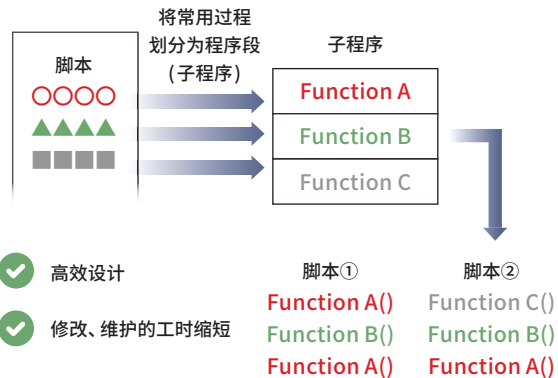 将常用过程
划分为程序段
(子程序)
子程序
脚本
Function A
Function B
Function C
高效设计
修改、维护的工时缩短
脚本①
Function A()
Function B()
Function A()
脚本②
Function C()
Function B()
Function A()